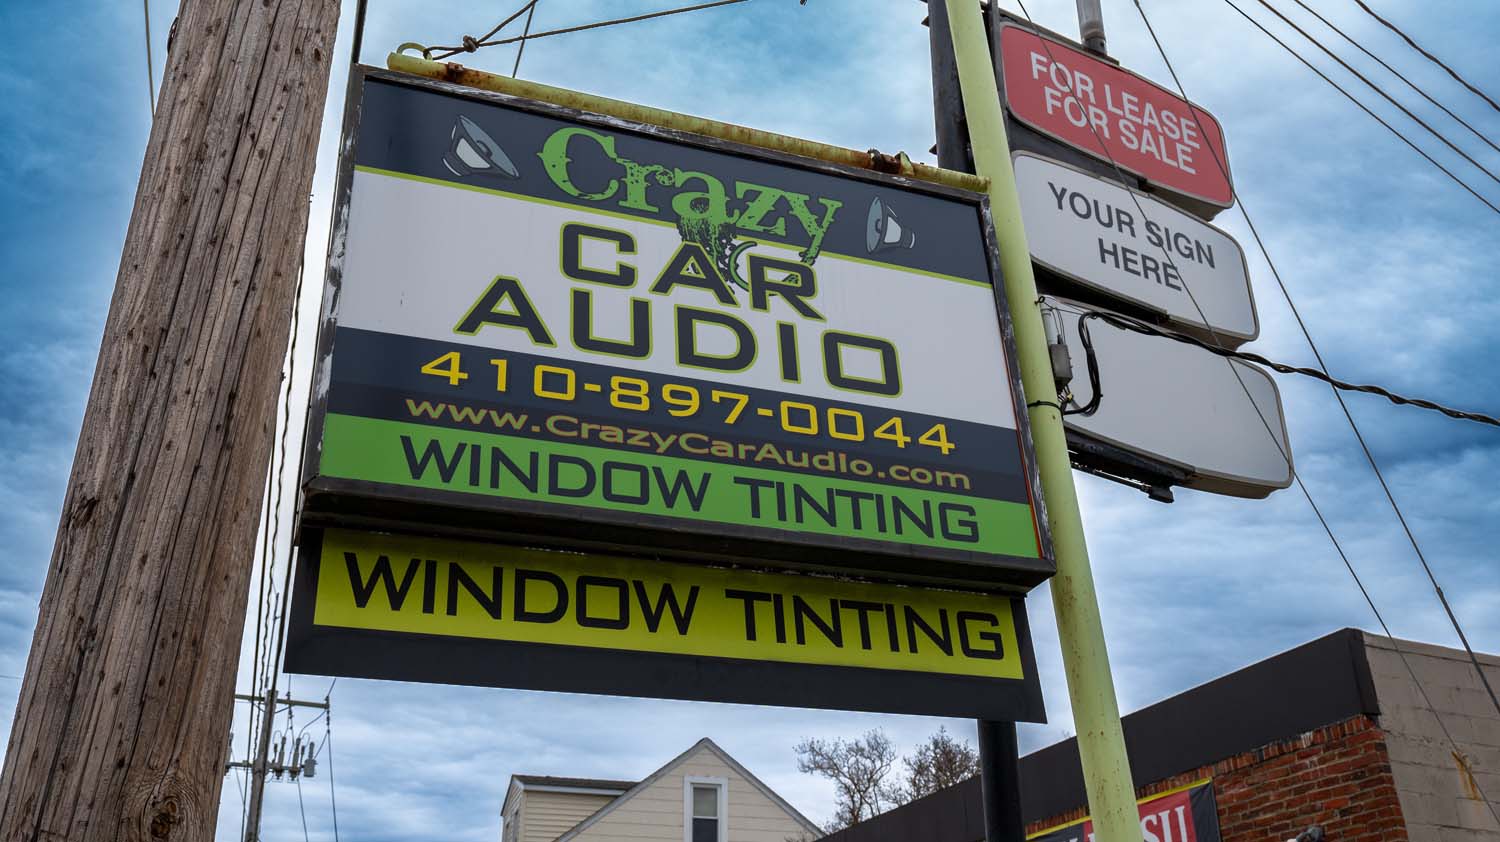 Crazy
CAR
AUDIO
410-897-0044
www.CrazyCarAudio.com
WINDOW TINTING
WINDOW TINTING
FOR LEASE
FOR SALE
YOUR SIGN
HERE